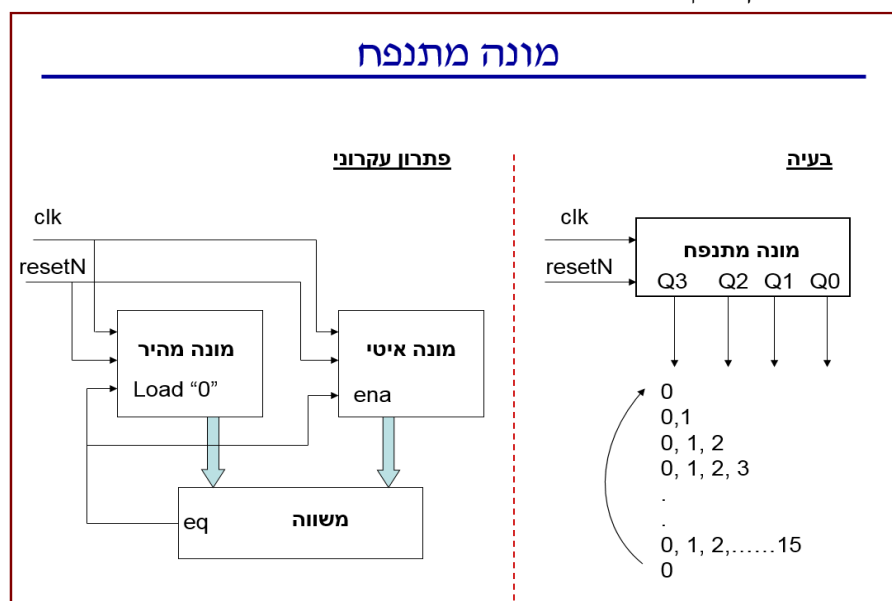 מונה מתנפח
בעיה
clk
resetN
מונה מתנפח
Q3 Q2 Q1 Q0
0
0,1
0, 1, 2
0, 1, 2, 3
.
.
0, 1, 2,……15
0
פתרון עקרוני
clk
resetN
מונה מהיר
Load “0”
מונה איטי
ena
משווה
eq